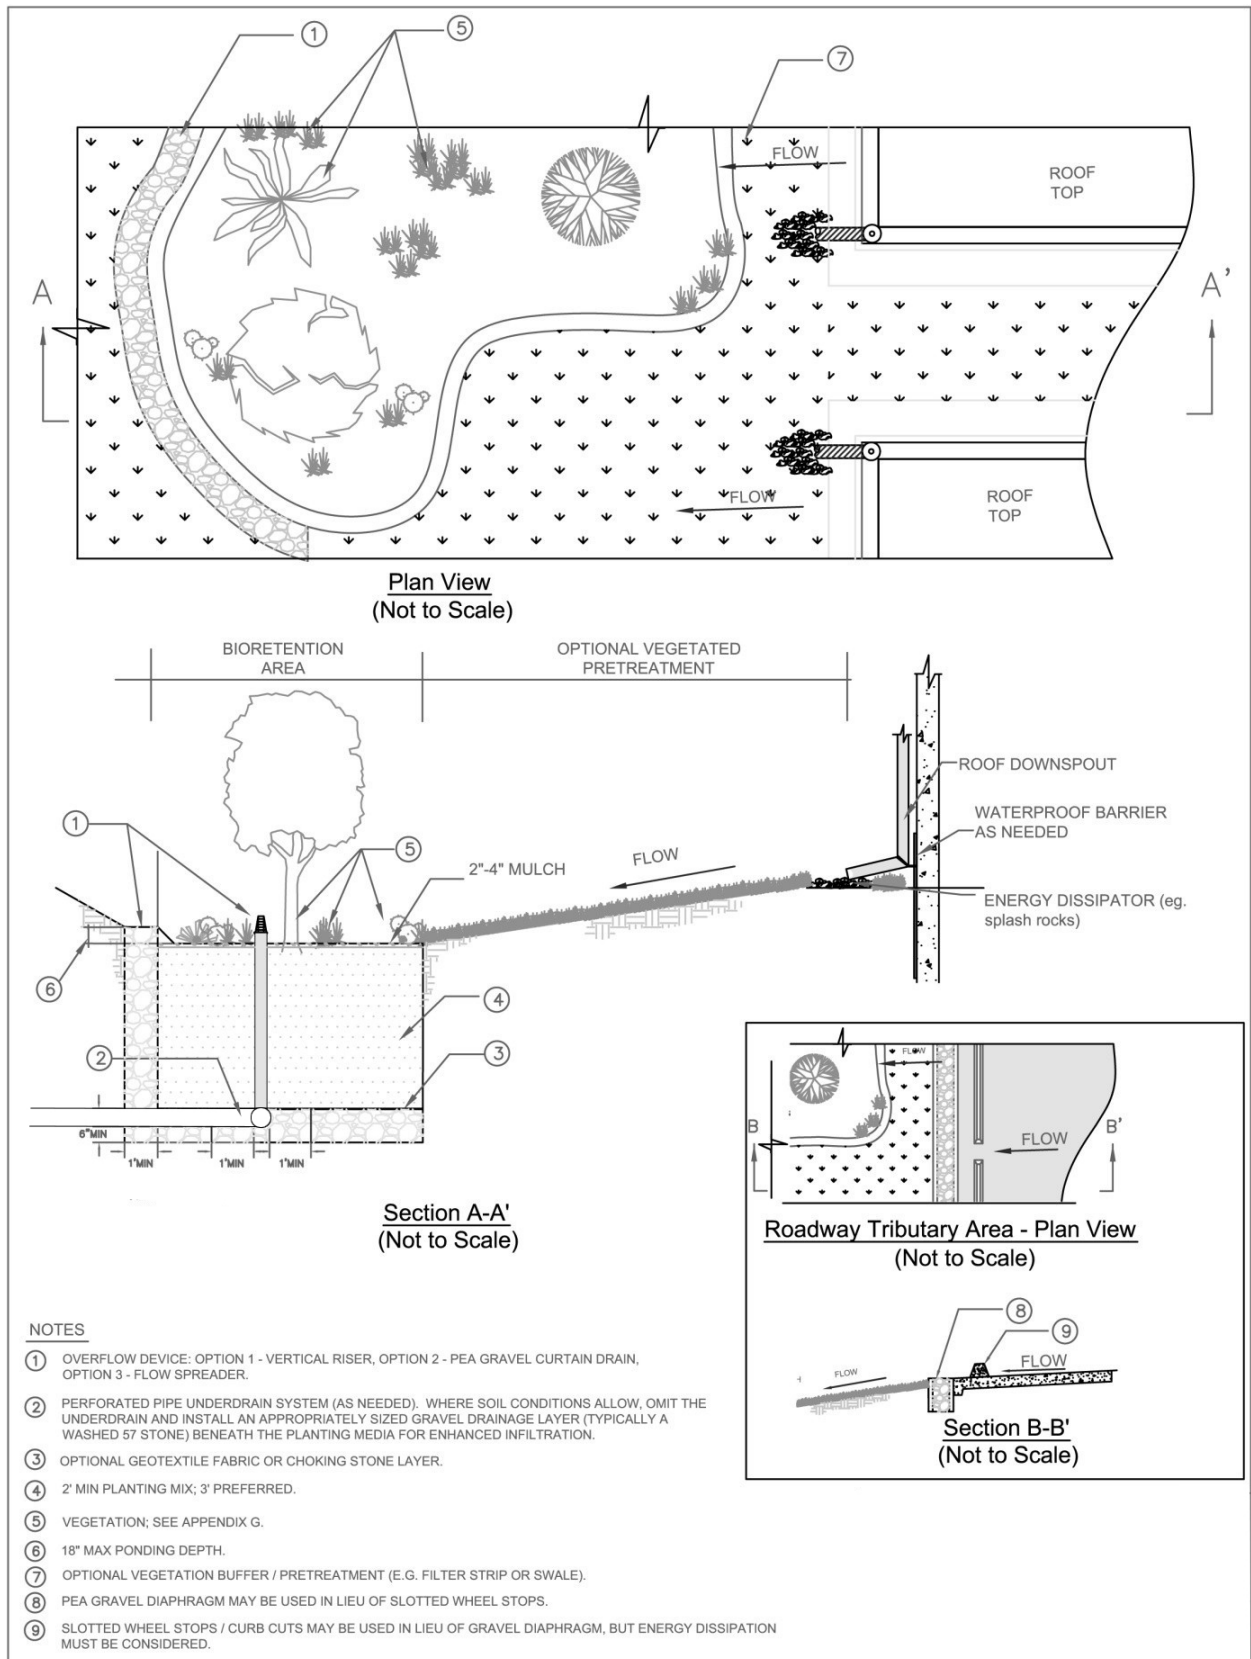 1
5
7
FLOW
ROOF
TOP
A
A'
FLOW
ROOF
TOP
Plan View
(Not to Scale)
BIORETENTION
AREA
OPTIONAL VEGETATED
PRETREATMENT
ROOF DOWNSPOUT
WATERPROOF BARRIER
AS NEEDED
1
5
2"-4" MULCH
FLOW
ENERGY DISSIPATOR (eg.
splash rocks)
6
4
3
2
6"MIN
1'MIN
1'MIN
1'MIN
Section A-A'
(Not to Scale)
FLOW
B
B'
FLOW
Roadway Tributary Area - Plan View
(Not to Scale)
8
9
FLOW
FLOW
Section B-B'
(Not to Scale)
NOTES
1 OVERFLOW DEVICE: OPTION 1 - VERTICAL RISER, OPTION 2 - PEA GRAVEL CURTAIN DRAIN,
OPTION 3 - FLOW SPREADER.
2 PERFORATED PIPE UNDERDRAIN SYSTEM (AS NEEDED). WHERE SOIL CONDITIONS ALLOW, OMIT THE
UNDERDRAIN AND INSTALL AN APPROPRIATELY SIZED GRAVEL DRAINAGE LAYER (TYPICALLY A
WASHED 57 STONE) BENEATH THE PLANTING MEDIA FOR ENHANCED INFILTRATION.
3 OPTIONAL GEOTEXTILE FABRIC OR CHOKING STONE LAYER.
4 2' MIN PLANTING MIX; 3' PREFERRED.
5 VEGETATION; SEE APPENDIX G.
6 18" MAX PONDING DEPTH.
7 OPTIONAL VEGETATION BUFFER / PRETREATMENT (E.G. FILTER STRIP OR SWALE).
8 PEA GRAVEL DIAPHRAGM MAY BE USED IN LIEU OF SLOTTED WHEEL STOPS.
9 SLOTTED WHEEL STOPS / CURB CUTS MAY BE USED IN LIEU OF GRAVEL DIAPHRAGM, BUT ENERGY DISSIPATION
MUST BE CONSIDERED.